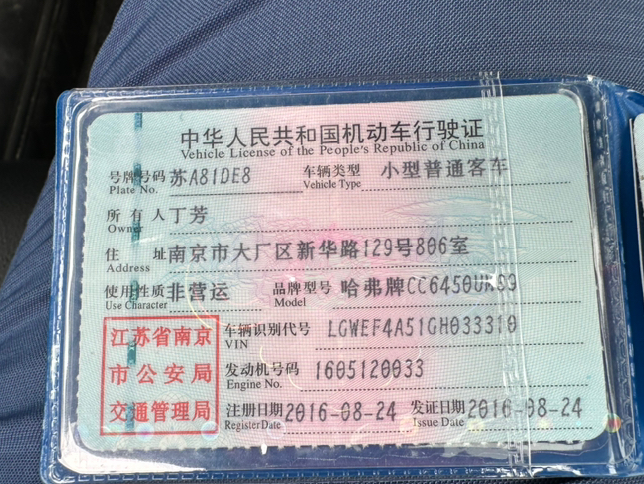 中华人民共和国机动车行驶证
Vehicle License of the People's Republic of China
号牌号码 苏A81DE8 车辆类型 小型普通客车
Plate No. Vehicle Type
所有人 丁芳
Owner
住址 南京市大厂区新华路129号806室
Address
使用性质 非营运 品牌型号 哈弗牌CC6450UK09
Use Character Model
江苏省南京
市公安局
交通管理局
车辆识别代号 LGWEF4A51GH033310
VIN
发动机号码 1605120033
Engine No.
注册日期 2016-08-24 发证日期 2016-08-24
Register Date Issue Date